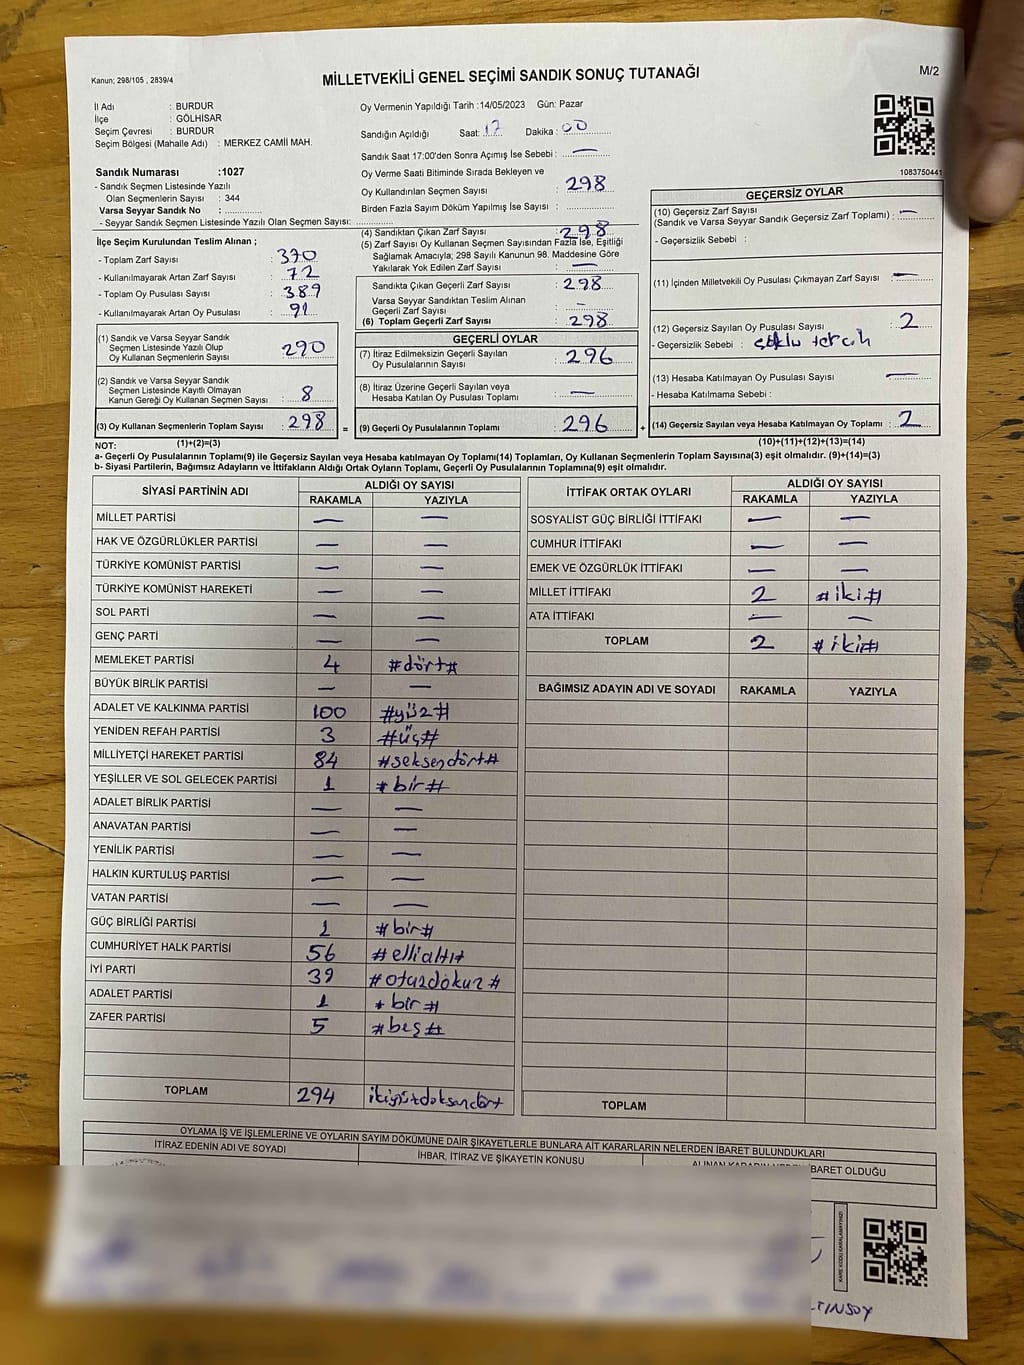 Kanun; 298/105 , 2839/4
MİLLETVEKİLİ GENEL SEÇİMİ SANDIK SONUÇ TUTANAĞI
M/2
İl Adı : BURDUR
İlçe : GÖLHİSAR
Seçim Çevresi : BURDUR
Seçim Bölgesi (Mahalle Adı) : MERKEZ CAMİİ MAH.
Oy Vermenin Yapıldığı Tarih :14/05/2023 Gün: Pazar
Sandığın Açıldığı Saat: 17 Dakika : 00
Sandık Saat 17:00'den Sonra Açımış İse Sebebi : —
Oy Verme Saati Bitiminde Sırada Bekleyen ve
Oy Kullandırılan Seçmen Sayısı : 298
Birden Fazla Sayım Döküm Yapılmış İse Sayısı :
1083750441
Sandık Numarası :1027
- Sandık Seçmen Listesinde Yazılı
Olan Seçmenlerin Sayısı : 344
Varsa Seyyar Sandık No :
- Seyyar Sandık Seçmen Listesinde Yazılı Olan Seçmen Sayısı:
İlçe Seçim Kurulundan Teslim Alınan ;
- Toplam Zarf Sayısı : 370
- Kullanılmayarak Artan Zarf Sayısı : 72
- Toplam Oy Pusulası Sayısı : 389
- Kullanılmayarak Artan Oy Pusulası : 91
(4) Sandıktan Çıkan Zarf Sayısı : 298
(5) Zarf Sayısı Oy Kullanan Seçmen Sayısından Fazla İse, Eşitliği
Sağlamak Amacıyla; 298 Sayılı Kanunun 98. Maddesine Göre
Yakılarak Yok Edilen Zarf Sayısı : —
Sandıkta Çıkan Geçerli Zarf Sayısı : 298
Varsa Seyyar Sandıktan Teslim Alınan
Geçerli Zarf Sayısı : –
(6) Toplam Geçerli Zarf Sayısı : 298
GEÇERSİZ OYLAR
(10) Geçersiz Zarf Sayısı : —
(Sandık ve Varsa Seyyar Sandık Geçersiz Zarf Toplamı)
- Geçersizlik Sebebi :
(11) İçinden Milletvekili Oy Pusulası Çıkmayan Zarf Sayısı : —
(12) Geçersiz Sayılan Oy Pusulası Sayısı : 2
- Geçersizlik Sebebi : tercih
(13) Hesaba Katılmayan Oy Pusulası Sayısı : —
- Hesaba Katılmama Sebebi :
(14) Geçersiz Sayılan veya Hesaba Katılmayan Oy Toplamı : 2
(1) Sandık ve Varsa Seyyar Sandık
Seçmen Listesinde Yazılı Olup
Oy Kullanan Seçmenlerin Sayısı : 290
(2) Sandık ve Varsa Seyyar Sandık
Seçmen Listesinde Kayıtlı Olmayan
Kanun Gereği Oy Kullanan Seçmen Sayısı : 8
(3) Oy Kullanan Seçmenlerin Toplam Sayısı : 298 =
GEÇERLİ OYLAR
(7) İtiraz Edilmeksizin Geçerli Sayılan
Oy Pusulalarının Sayısı : 296
(8) İtiraz Üzerine Geçerli Sayılan veya
Hesaba Katılan Oy Pusulası Toplamı : —
(9) Geçerli Oy Pusulalarının Toplamı : 296 +
NOT: (1)+(2)=(3)
(10)+(11)+(12)+(13)=(14)
a- Geçerli Oy Pusulalarının Toplamı(9) ile Geçersiz Sayılan veya Hesaba Katılmayan Oy Toplamı(14) Toplamları, Oy Kullanan Seçmenlerin Toplam Sayısına(3) eşit olmalıdır. (9)+(14)=(3)
b- Siyasi Partilerin, Bağımsız Adayların ve İttifakların Aldığı Ortak Oyların Toplamı, Geçerli Oy Pusulalarının Toplamına(9) eşit olmalıdır.
SİYASİ PARTİNİN ADI ALDIĞI OY SAYISI
RAKAMLA YAZIYLA
MİLLET PARTİSİ — —
HAK VE ÖZGÜRLÜKLER PARTİSİ — —
TÜRKİYE KOMÜNİST PARTİSİ — —
TÜRKİYE KOMÜNİST HAREKETİ — —
SOL PARTİ — —
GENÇ PARTİ — —
MEMLEKET PARTİSİ 4 #dört#
BÜYÜK BİRLİK PARTİSİ — —
ADALET VE KALKINMA PARTİSİ 100 #yüz#
YENİDEN REFAH PARTİSİ 3 #üç#
MİLLİYETÇİ HAREKET PARTİSİ 84 #seksendört#
YEŞİLLER VE SOL GELECEK PARTİSİ 1 #bir#
ADALET BİRLİK PARTİSİ — —
ANAVATAN PARTİSİ — —
YENİLİK PARTİSİ — —
HALKIN KURTULUŞ PARTİSİ — —
VATAN PARTİSİ — —
GÜÇ BİRLİĞİ PARTİSİ 1 #bir#
CUMHURİYET HALK PARTİSİ 56 #ellialtı
İYİ PARTİ 39 #otuzdokuz#
ADALET PARTİSİ 1 #bir#
ZAFER PARTİSİ 5 #beş#
TOPLAM 294 ikiyüzdoksandört
İTTİFAK ORTAK OYLARI ALDIĞI OY SAYISI
RAKAMLA YAZIYLA
SOSYALİST GÜÇ BİRLİĞİ İTTİFAKI — —
CUMHUR İTTİFAKI — —
EMEK VE ÖZGÜRLÜK İTTİFAKI — —
MİLLET İTTİFAKI 2 #iki#
ATA İTTİFAKI — —
TOPLAM 2 #iki#
BAĞIMSIZ ADAYIN ADI VE SOYADI RAKAMLA YAZIYLA
TOPLAM
OYLAMA İŞ VE İŞLEMLERİNE VE OYLARIN SAYIM DÖKÜMÜNE DAİR ŞİKAYETLERLE BUNLARA AİT KARARLARIN NELERDEN İBARET BULUNDUKLARI
İTİRAZ EDENİN ADI VE SOYADI
İHBAR, İTİRAZ VE ŞİKAYETİN KONUSU
İBARET OLDUĞU
KARE KODU KARALAMAYINIZ!
TINSOY